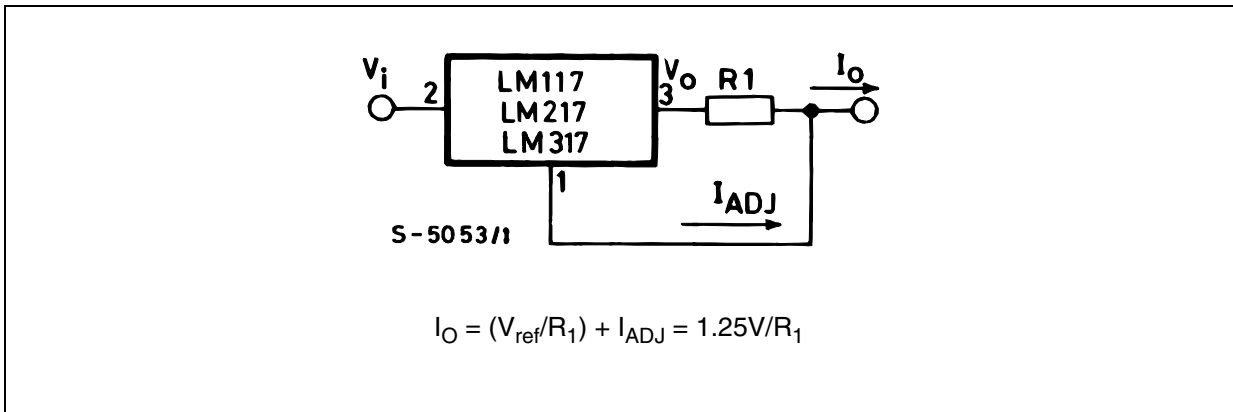 Vi
2
LM117
LM217
LM317
Vo
3
R1
Io
1
IADJ
S-5053/1
IO = (Vref/R1) + IADJ = 1.25V/R1